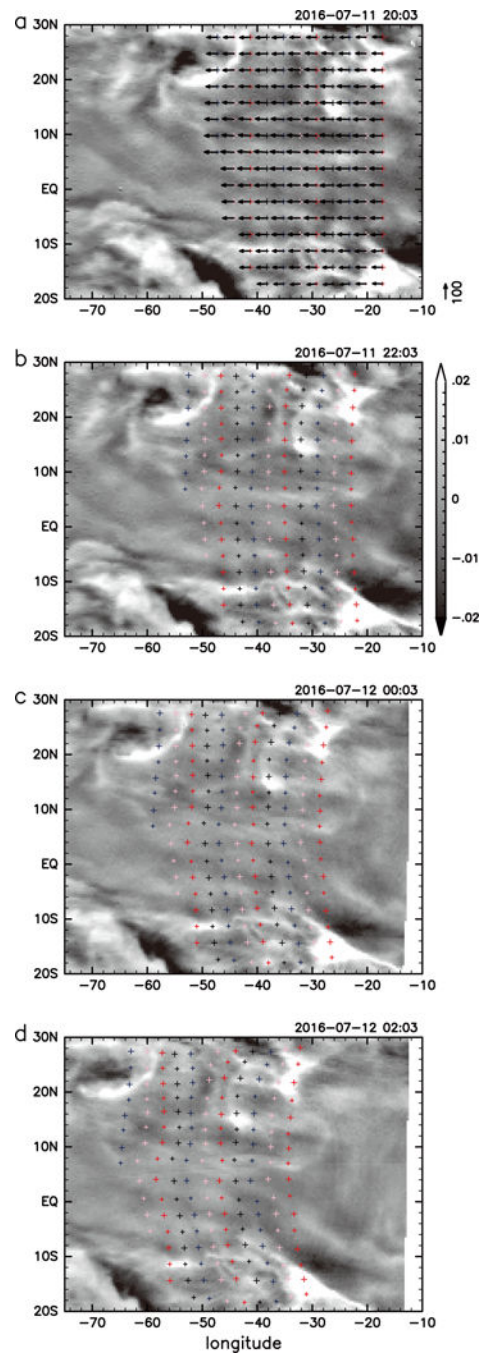 a 2016-07-11 20:03
30N
20N
10N
EQ
10S
20S
-70 -60 -50 -40 -30 -20 -10
100
b 2016-07-11 22:03
30N
20N
10N
EQ
10S
20S
-70 -60 -50 -40 -30 -20 -10
.02
.01
0
-.01
-.02
c 2016-07-12 00:03
30N
20N
10N
EQ
10S
20S
-70 -60 -50 -40 -30 -20 -10
d 2016-07-12 02:03
30N
20N
10N
EQ
10S
20S
-70 -60 -50 -40 -30 -20 -10
longitude